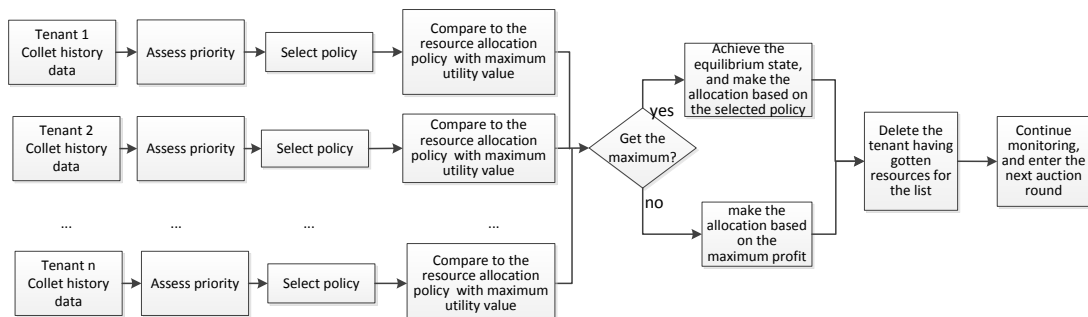 Tenant 1
Collet history
data
Assess priority
Select policy
Compare to the
resource allocation
policy with maximum
utility value
Tenant 2
Collet history
data
Assess priority
Select policy
Compare to the
resource allocation
policy with maximum
utility value
...
...
...
...
Tenant n
Collet history
data
Assess priority
Select policy
Compare to the
resource allocation
policy with maximum
utility value
Get the
maximum?
yes
no
Achieve the
equilibrium state,
and make the
allocation based on
the selected policy
make the
allocation based
on the
maximum profit
Delete the
tenant having
gotten
resources for
the list
Continue
monitoring,
and enter the
next auction
round